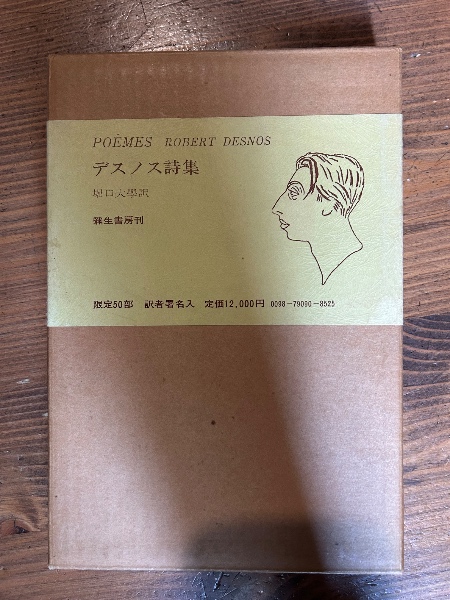 POÈMES ROBERT DESNOS
デスノス詩集
堀口大學訳
彌生書房刊
限定50部 訳者署名入 定価12,000円 0098-79090-8525